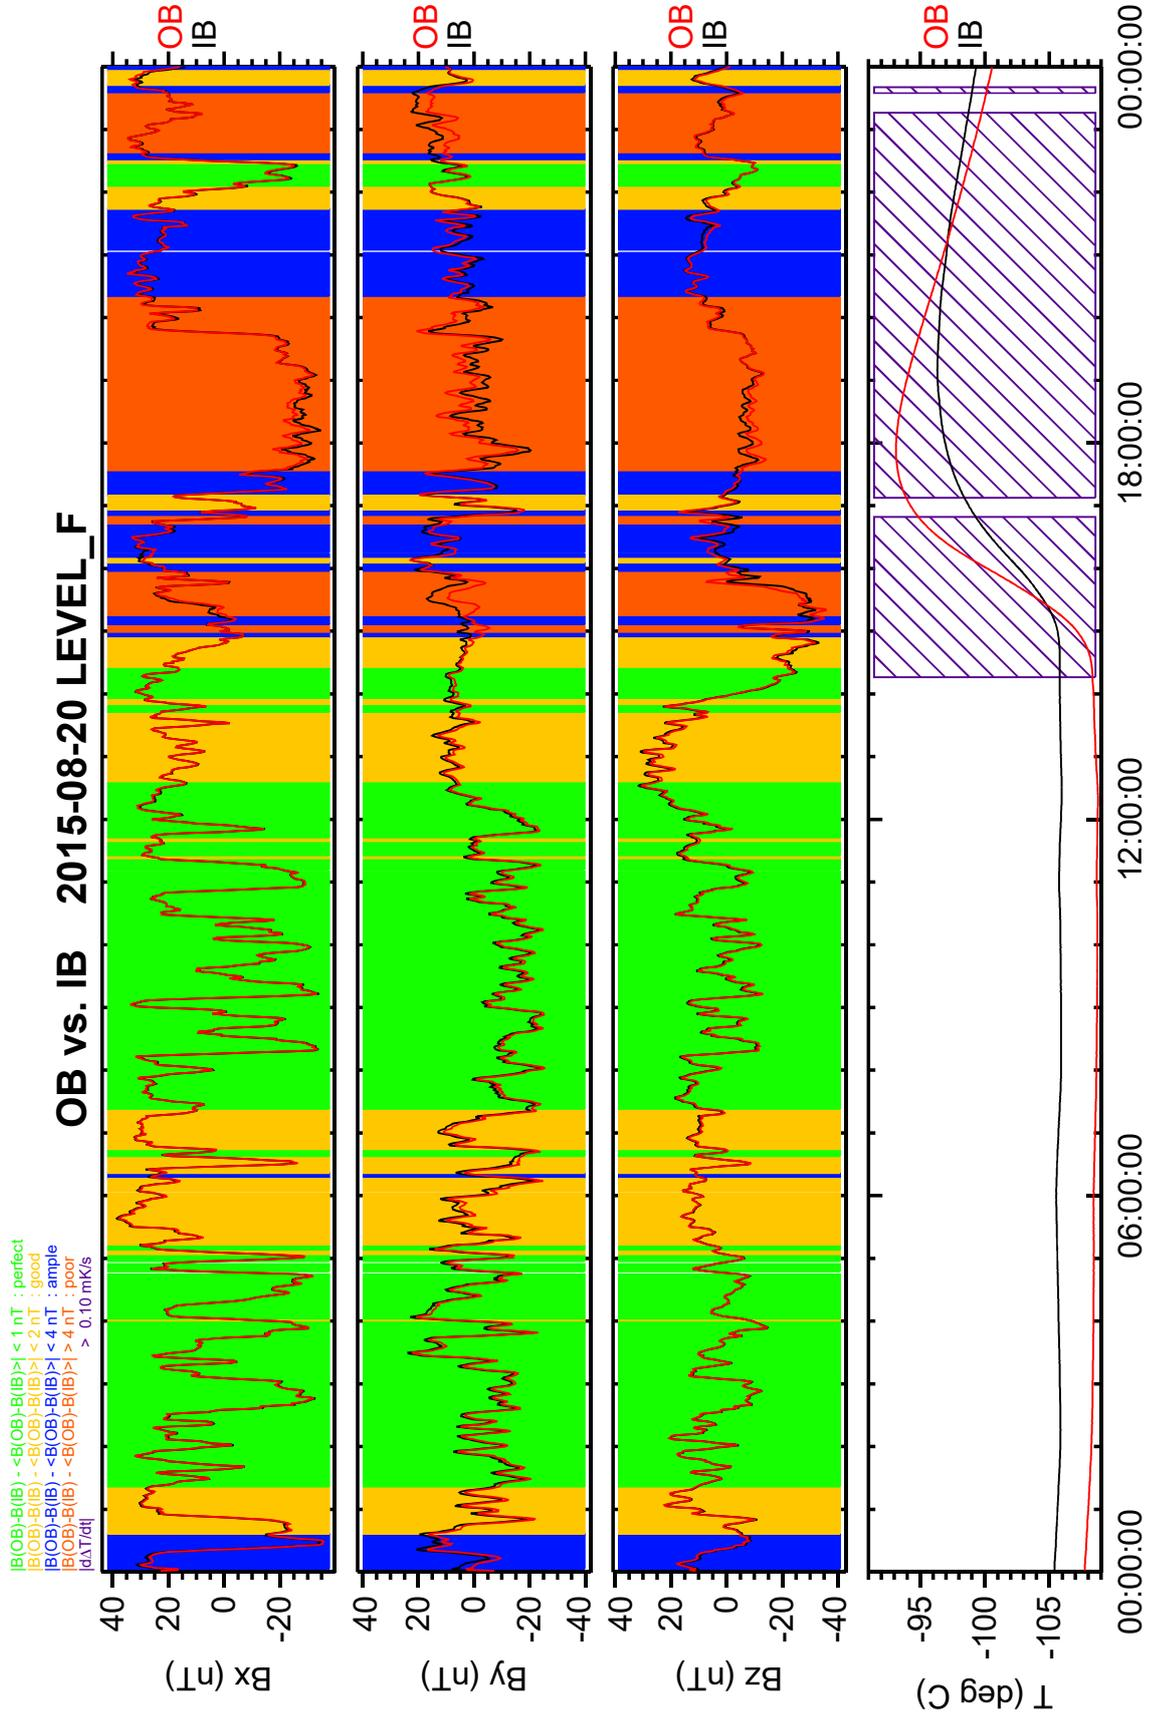 OB vs. IB 2015-08-20 LEVEL_F
|B(OB)-B(IB) - <B(OB)-B(IB)>| < 1 nT : perfect
|B(OB)-B(IB) - <B(OB)-B(IB)>| < 2 nT : good
|B(OB)-B(IB) - <B(OB)-B(IB)>| < 4 nT : ample
|B(OB)-B(IB) - <B(OB)-B(IB)>| > 4 nT : poor
|dΔT/dt| > 0.10 mK/s
Bx (nT)
40
20
0
-20
OB
IB
By (nT)
40
20
0
-20
-40
OB
IB
Bz (nT)
40
20
0
-20
-40
OB
IB
T (deg C)
-95
-100
-105
OB
IB
00:00:00
06:00:00
12:00:00
18:00:00
00:00:00